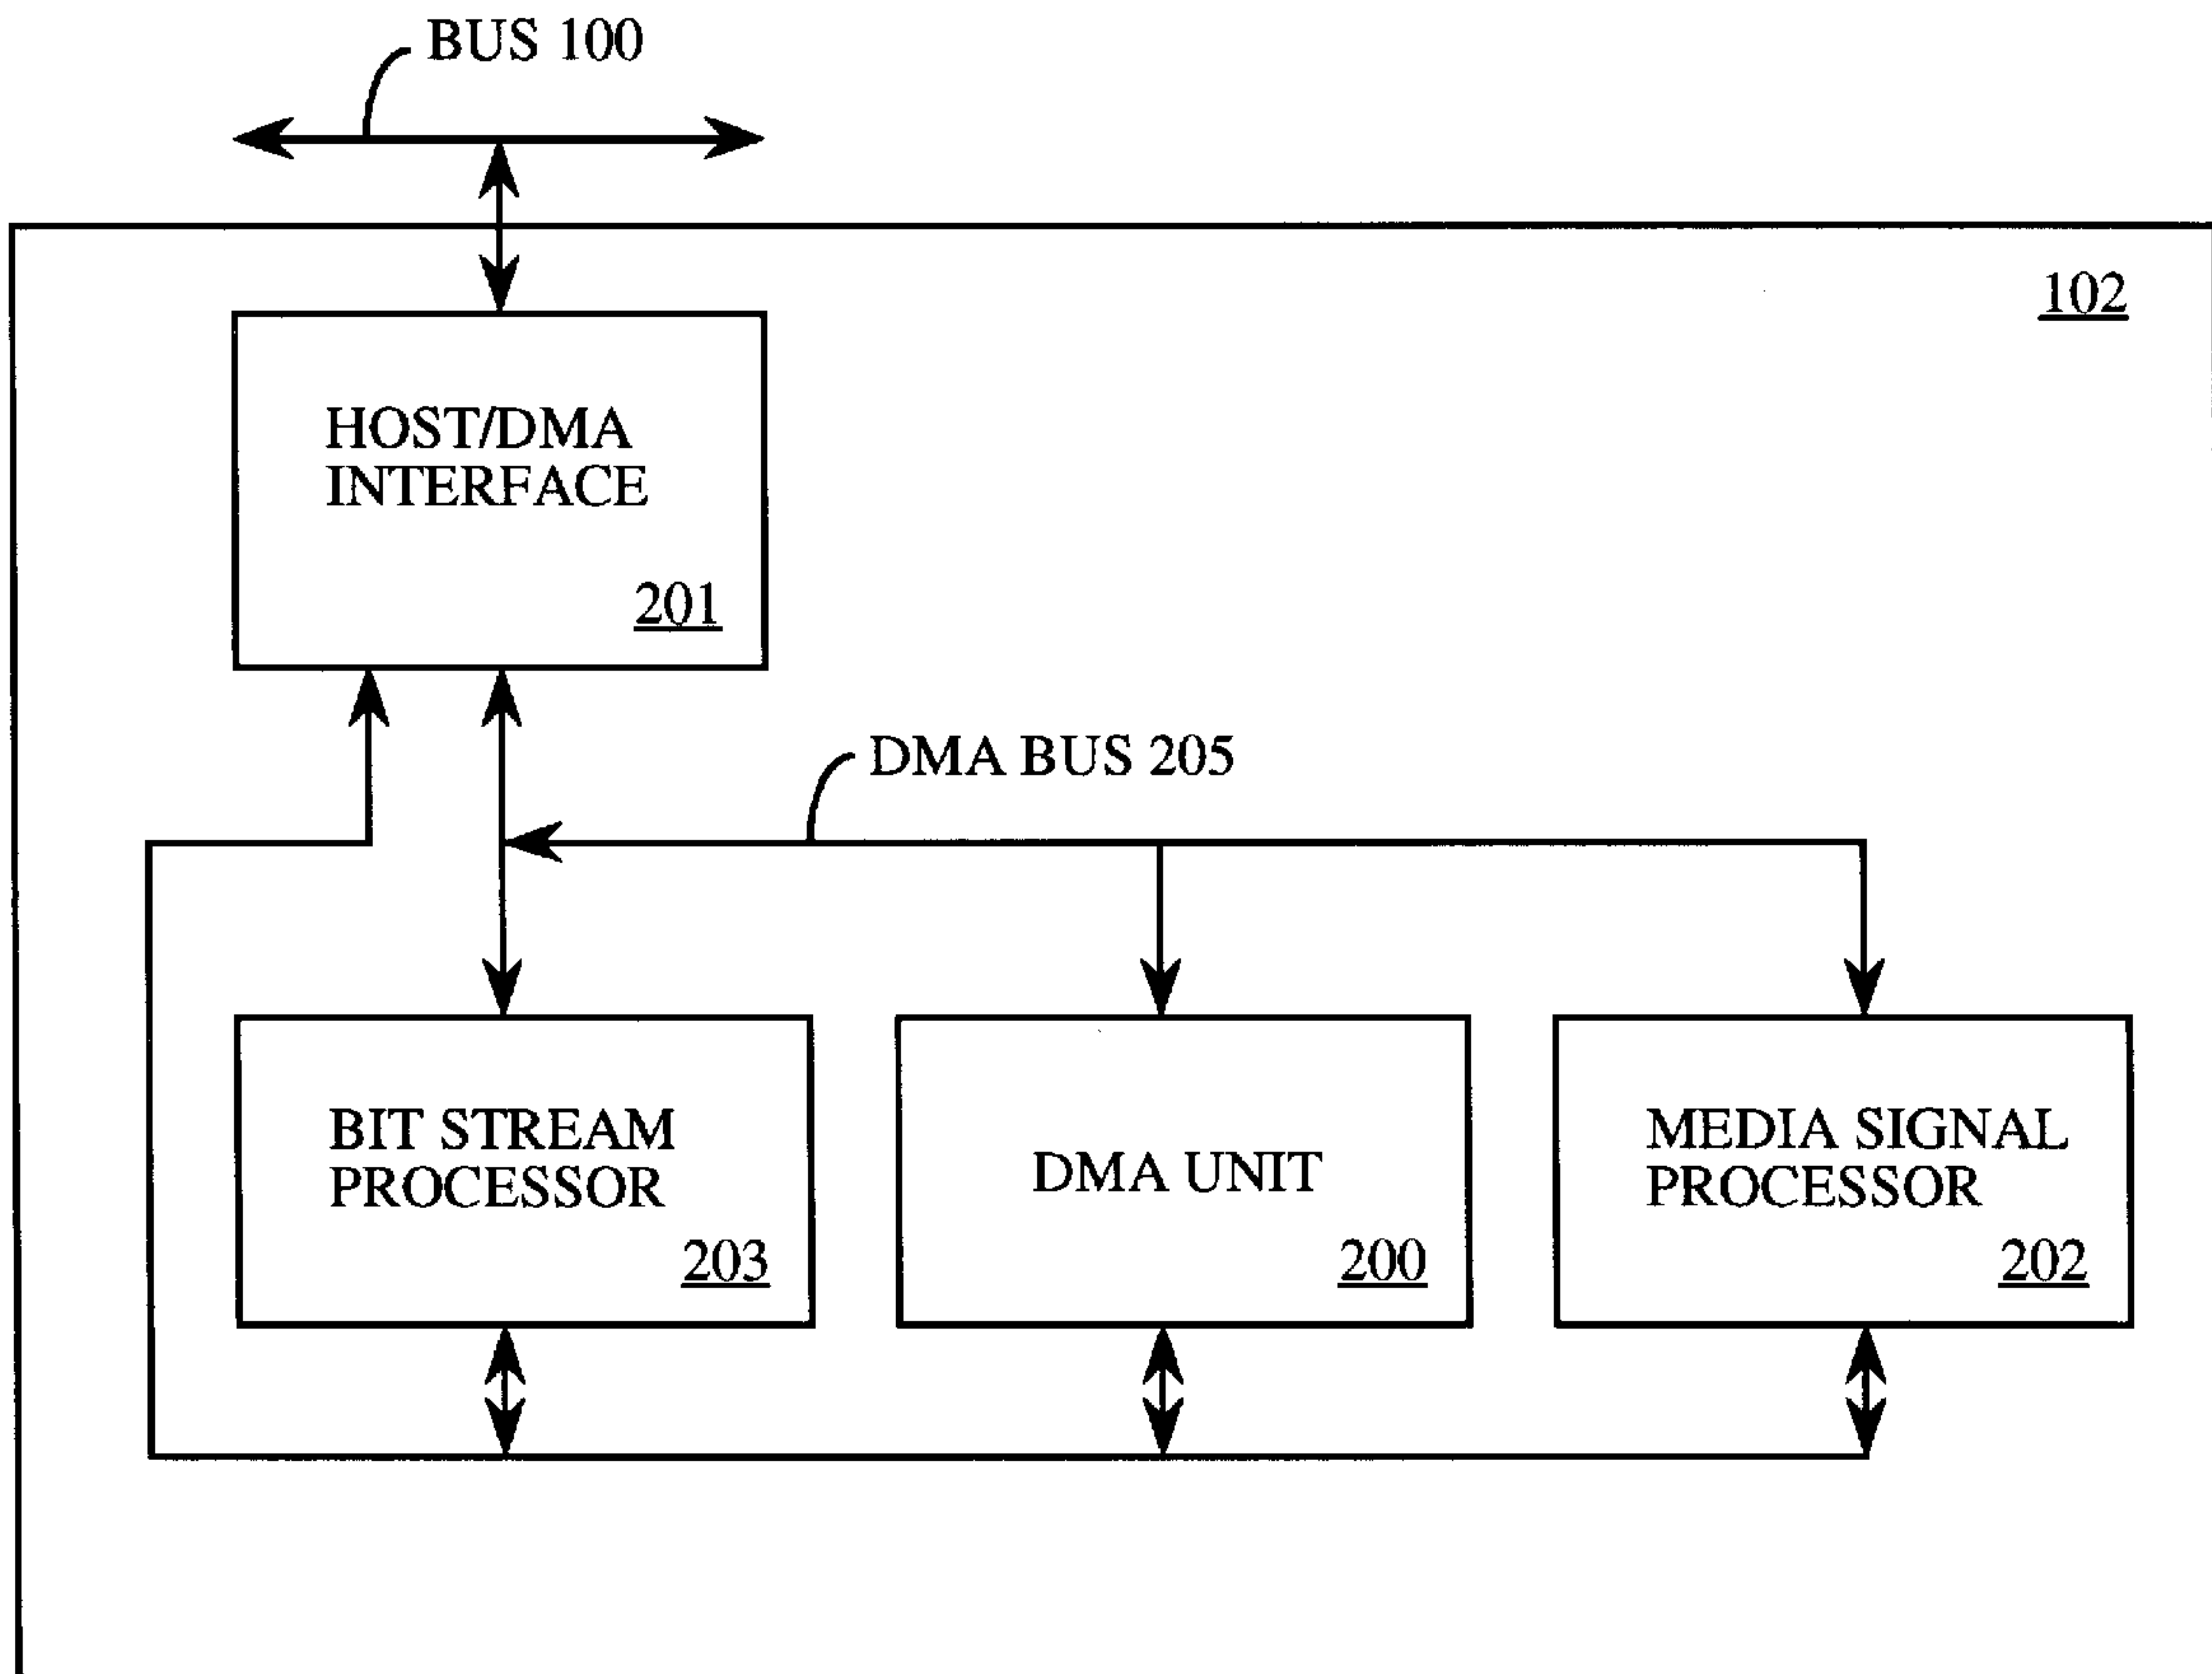 BUS 100
102
HOST/DMA
INTERFACE
201
DMA BUS 205
BIT STREAM
PROCESSOR
203
DMA UNIT
200
MEDIA SIGNAL
PROCESSOR
202